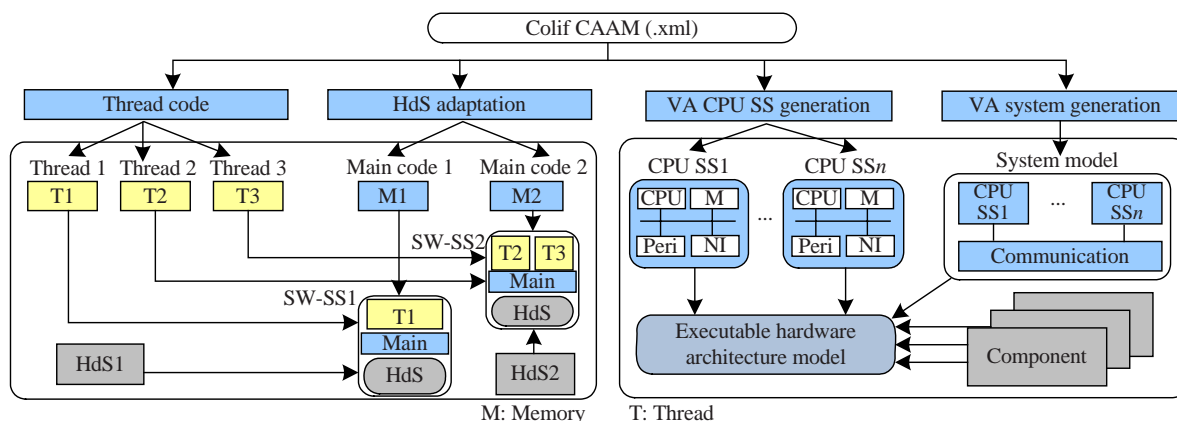 Colif CAAM (.xml)
Thread code
HdS adaptation
VA CPU SS generation
VA system generation
Thread 1 Thread 2 Thread 3
Main code 1
Main code 2
T1
T2
T3
M1
M2
SW-SS2
T2
T3
Main
HdS
SW-SS1
T1
Main
HdS
HdS1
HdS2
CPU SS1
CPU
M
Peri
NI
...
CPU SSn
CPU
M
Peri
NI
System model
CPU
SS1
...
CPU
SSn
Communication
Executable hardware
architecture model
Component
M: Memory
T: Thread